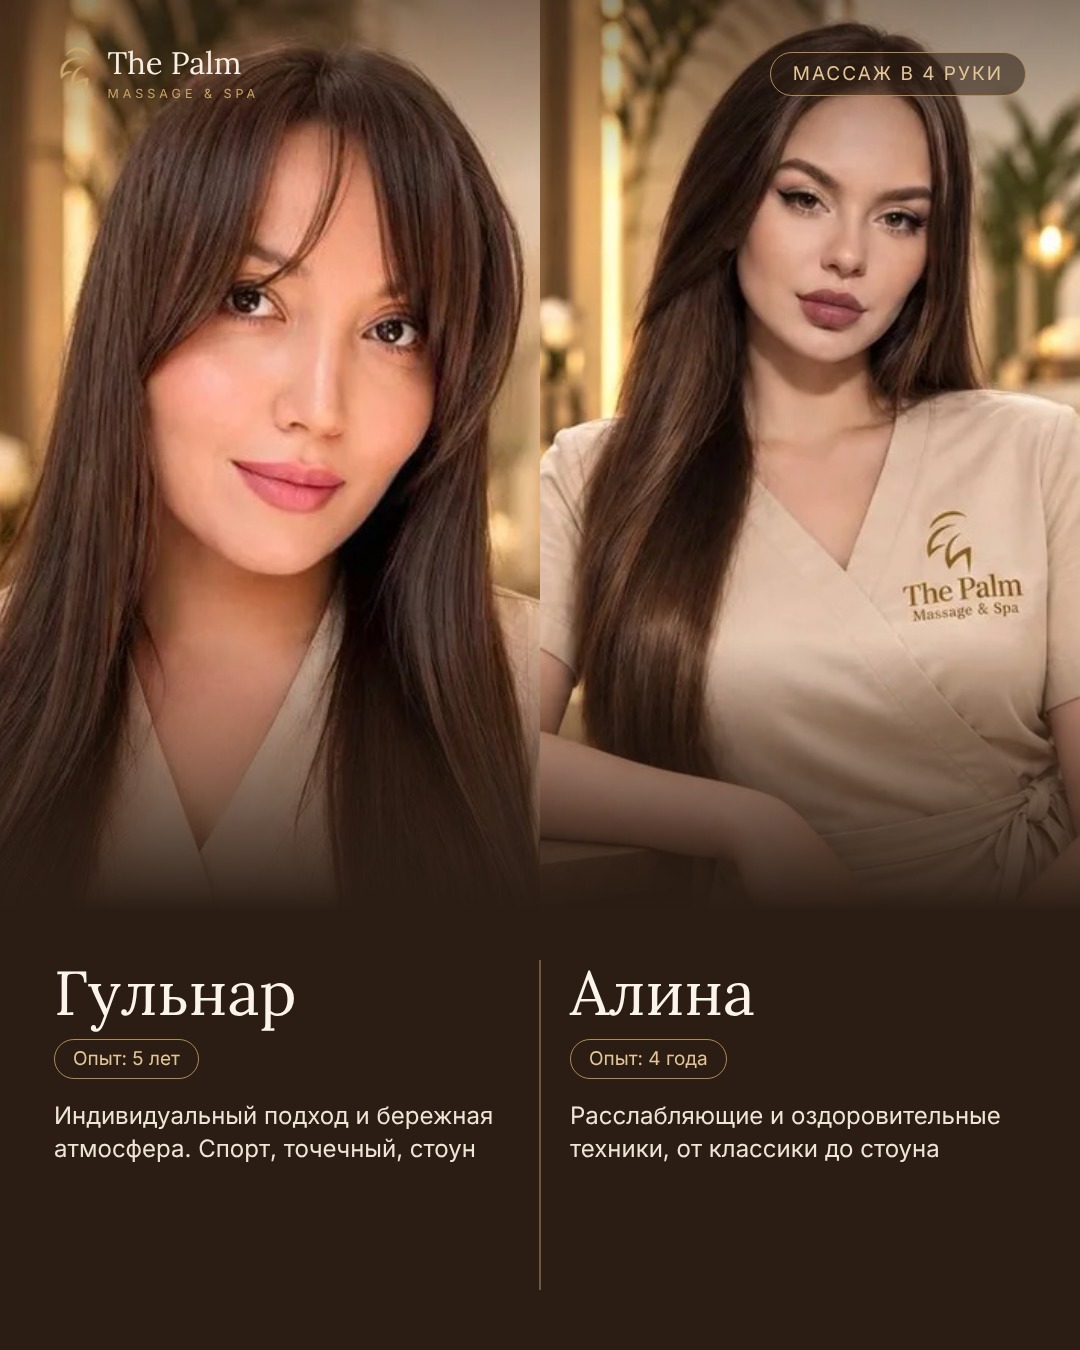 The Palm
MASSAGE & SPA
МАССАЖ В 4 РУКИ
The Palm
Massage & Spa
Гульнар
Опыт: 5 лет
Индивидуальный подход и бережная
атмосфера. Спорт, точечный, стоун
Алина
Опыт: 4 года
Расслабляющие и оздоровительные
техники, от классики до стоуна